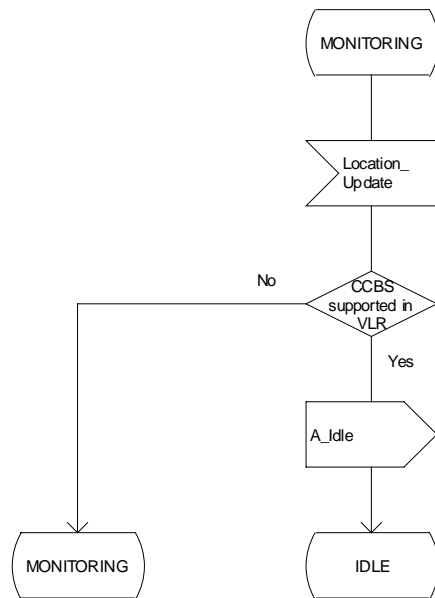 MONITORING
Location_
Update
No
CCBS
supported in
VLR
Yes
A_Idle
MONITORING
IDLE